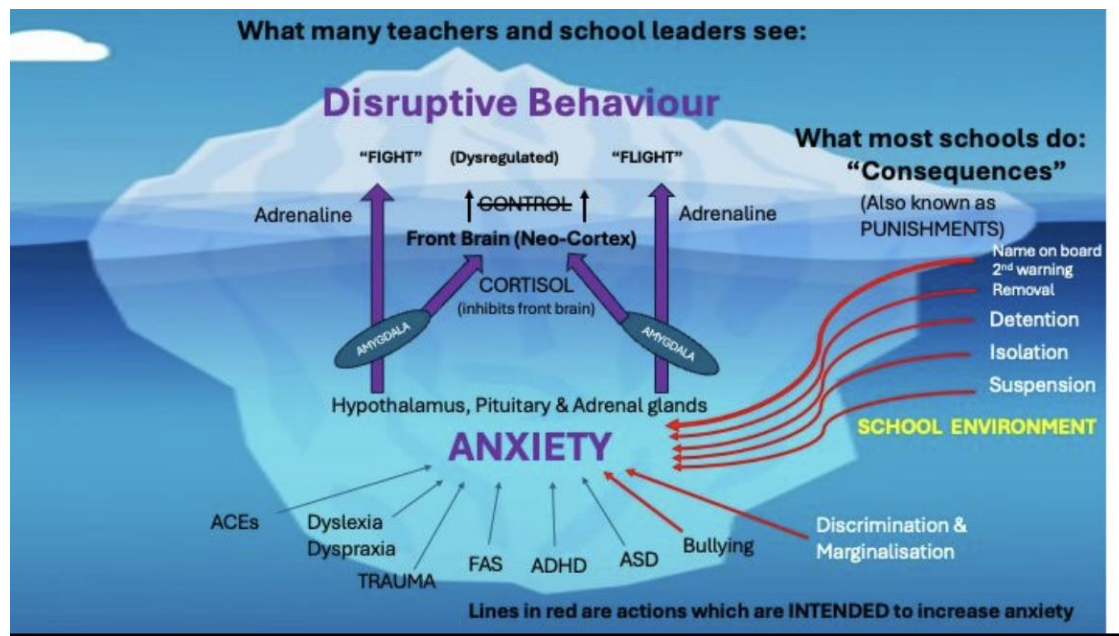 What many teachers and school leaders see:
Disruptive Behaviour
"FIGHT" (Dysregulated) "FLIGHT"
Adrenaline
CONTROL
Adrenaline
Front Brain (Neo-Cortex)
CORTISOL
(inhibits front brain)
AMYGDALA
AMYGDALA
Hypothalamus, Pituitary & Adrenal glands
ANXIETY
What most schools do:
"Consequences"
(Also known as
PUNISHMENTS)
Name on board
2nd warning
Removal
Detention
Isolation
Suspension
SCHOOL ENVIRONMENT
ACEs
Dyslexia
Dyspraxia
TRAUMA
FAS
ADHD
ASD
Bullying
Discrimination &
Marginalisation
Lines in red are actions which are INTENDED to increase anxiety